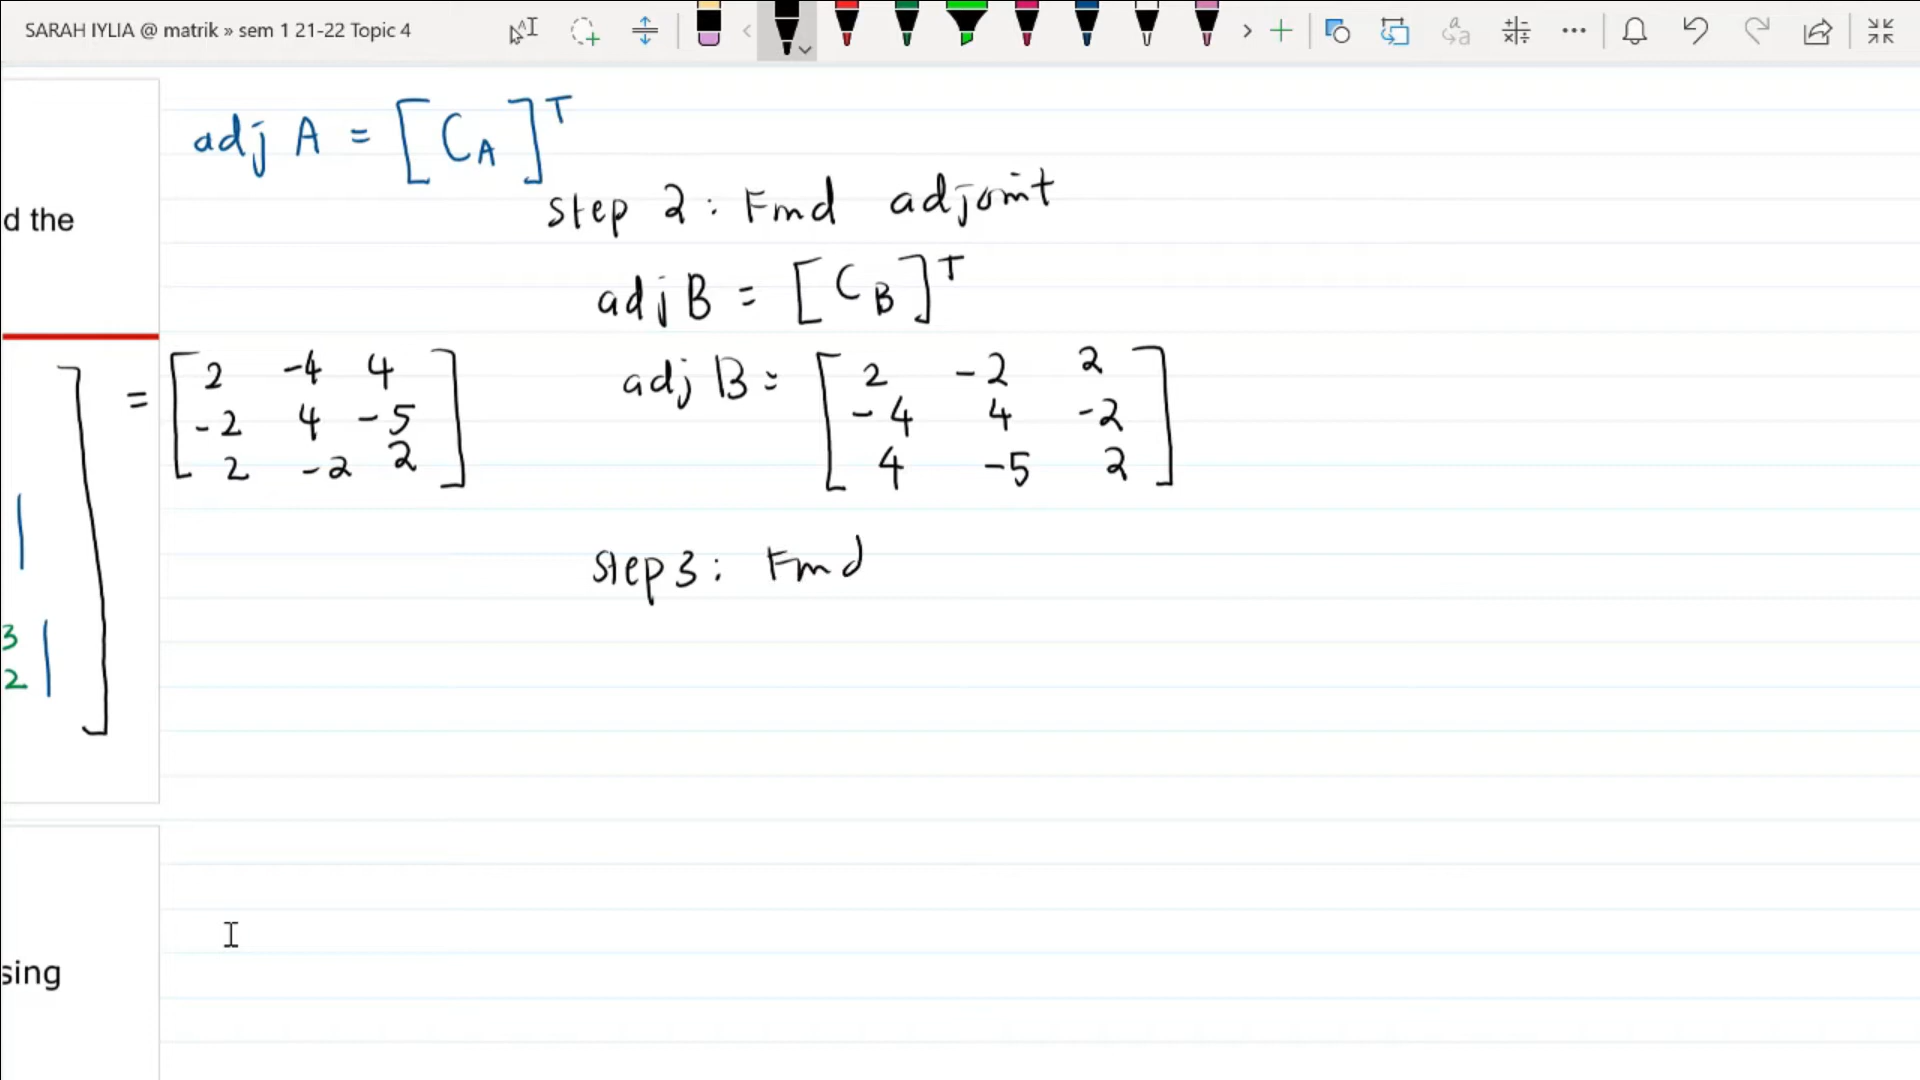 SARAH IYLIA @ matrik » sem 1 21-22 Topic 4
adj A = [C_A]^T
d the
Step 2: Find adjoint
adj B = [C_B]^T
= [2 -4 4
-2 4 -5
2 -2 2]
adj B = [2 -2 2
-4 4 -2
4 -5 2]
Step 3: Find
3
2
sing